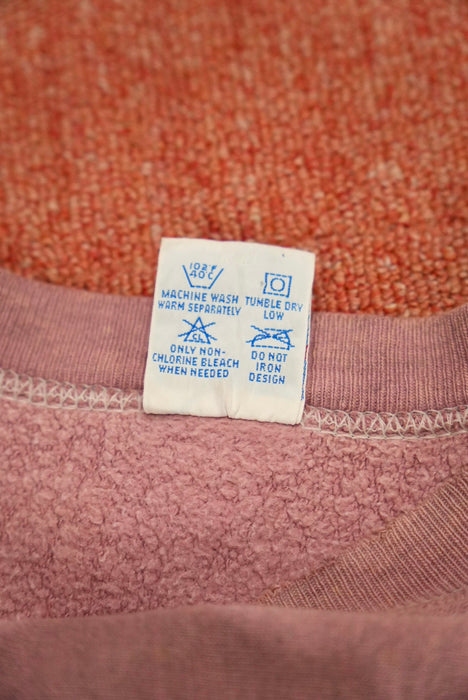 102°F
40°C
MACHINE WASH
WARM SEPARATELY
TUMBLE DRY
LOW
CL
ONLY NON-
CHLORINE BLEACH
WHEN NEEDED
DO NOT
IRON
DESIGN